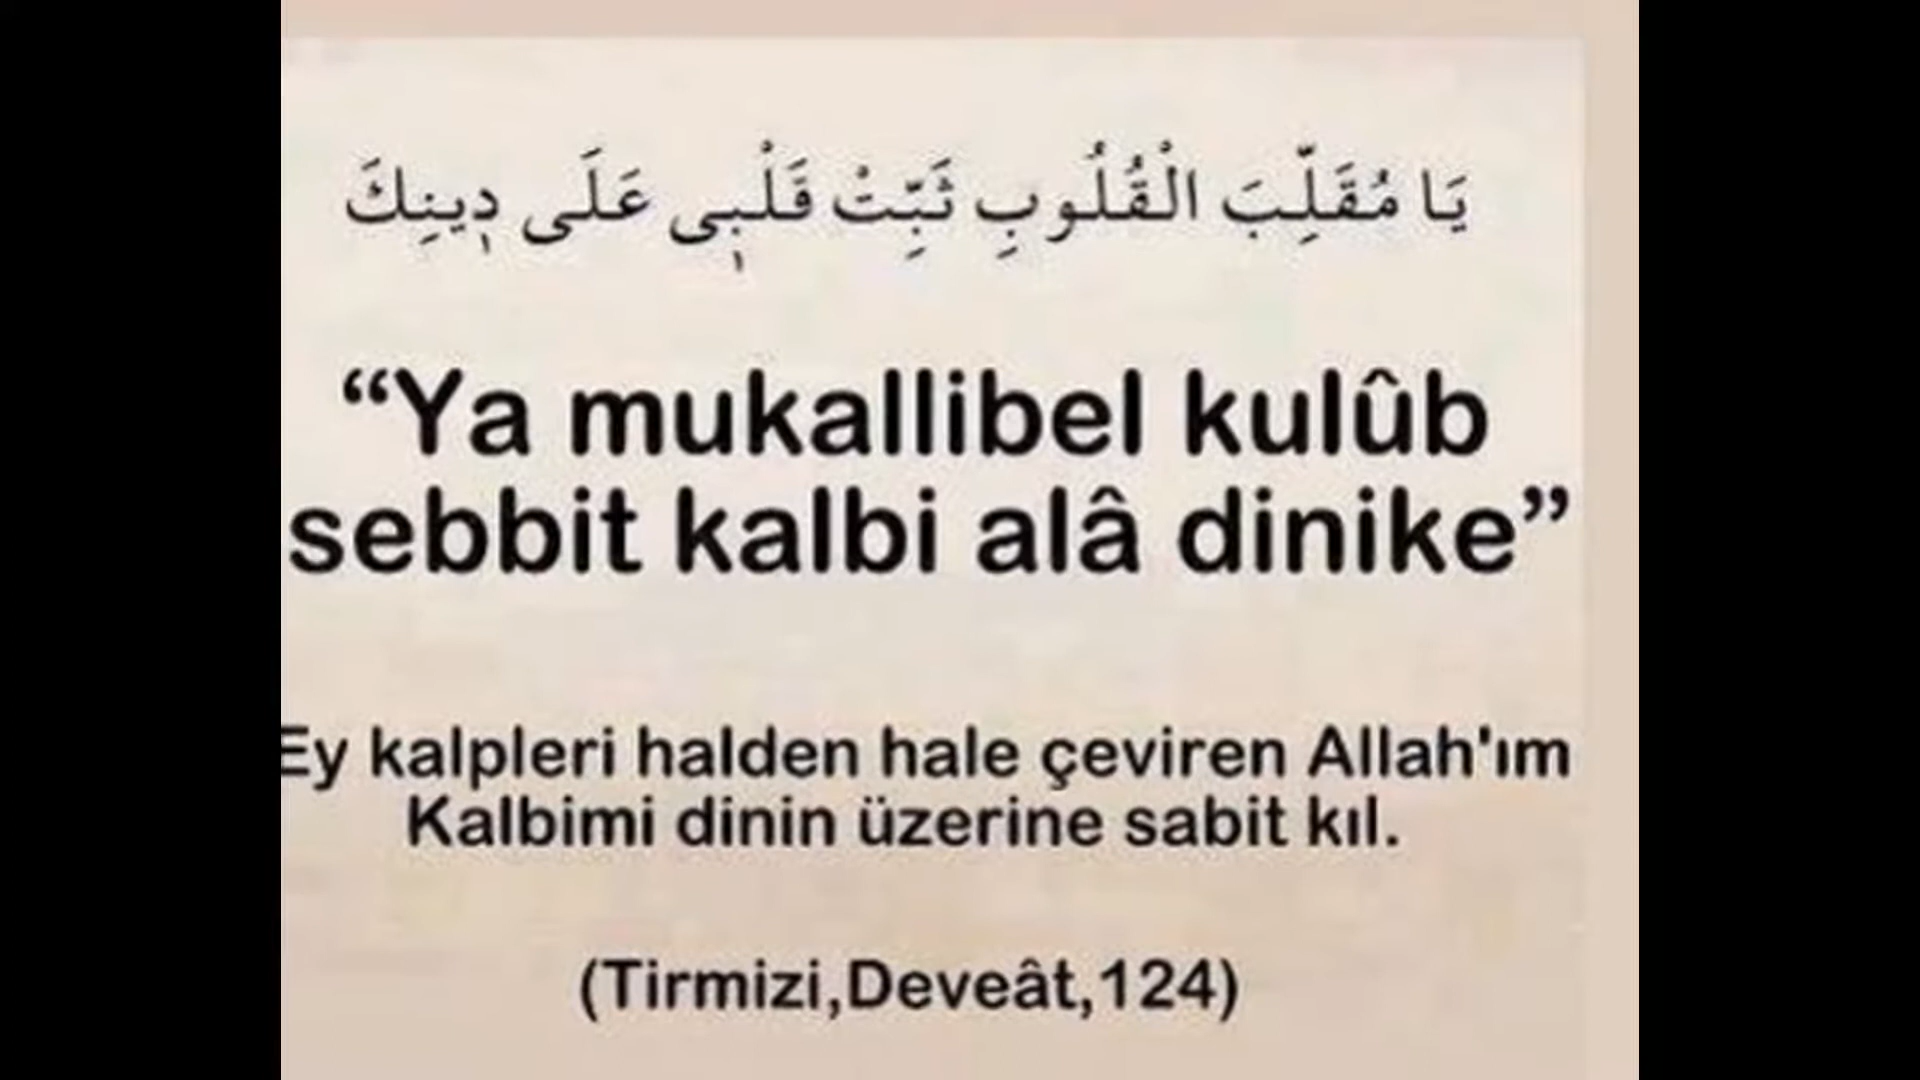 يَا مُقَلِّبَ الْقُلُوبِ ثَبِّتْ قَلْبٖى عَلَى دٖينِكَ
“Ya mukallibel kulûb
sebbit kalbi alâ dinike”
Ey kalpleri halden hale çeviren Allah'ım
Kalbimi dinin üzerine sabit kıl.
(Tirmizi,Deveât,124)